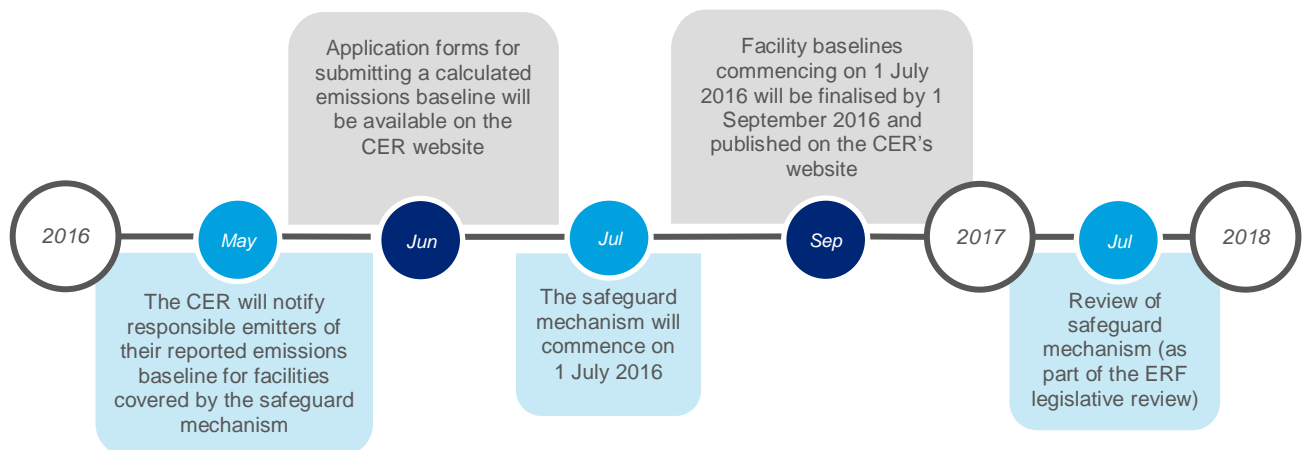 Application forms for
submitting a calculated
emissions baseline will
be available on the
CER website
Facility baselines
commencing on 1 July
2016 will be finalised by 1
September 2016 and
published on the CER's
website
2016
May
Jun
Jul
Sep
2017
Jul
2018
The CER will notify
responsible emitters of
their reported emissions
baseline for facilities
covered by the safeguard
mechanism
The safeguard
mechanism will
commence on
1 July 2016
Review of
safeguard
mechanism (as
part of the ERF
legislative review)